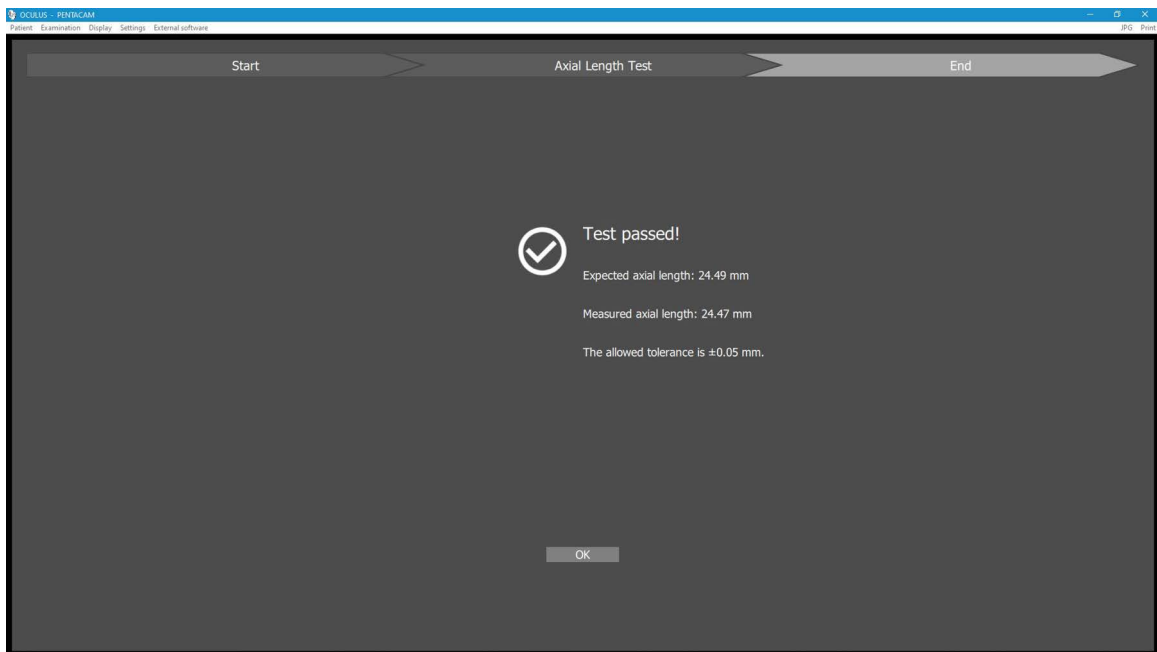 OCULUS - PENTACAM
Patient Examination Display Settings External software JPG Print
Start Axial Length Test End
Test passed!
Expected axial length: 24.49 mm
Measured axial length: 24.47 mm
The allowed tolerance is ±0.05 mm.
OK